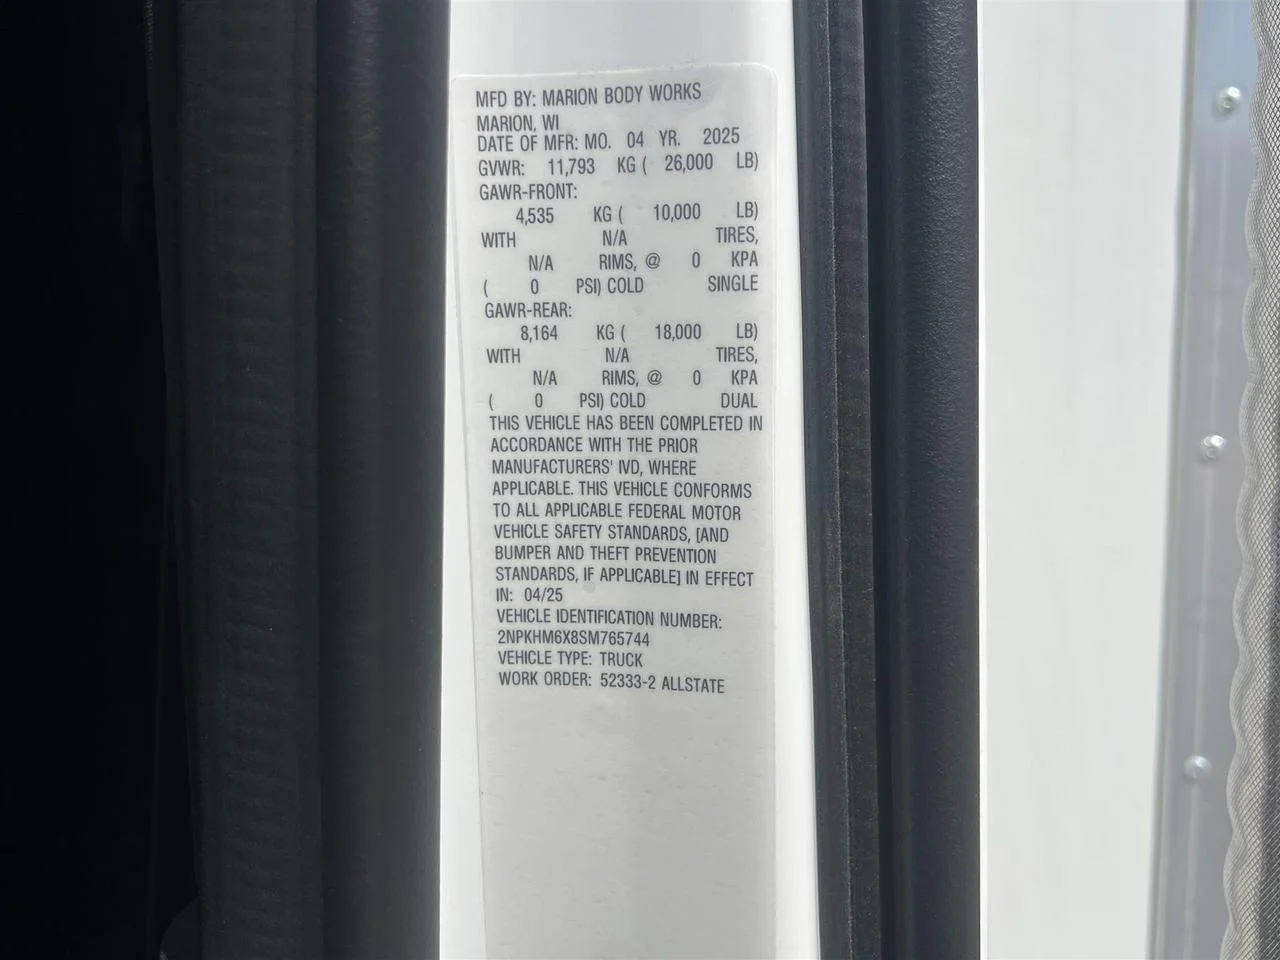 MFD BY: MARION BODY WORKS
MARION, WI
DATE OF MFR: MO. 04 YR. 2025
GVWR: 11,793 KG ( 26,000 LB)
GAWR-FRONT:
4,535 KG ( 10,000 LB)
WITH N/A TIRES,
N/A RIMS, @ 0 KPA
( 0 PSI) COLD SINGLE
GAWR-REAR:
8,164 KG ( 18,000 LB)
WITH N/A TIRES,
N/A RIMS, @ 0 KPA
( 0 PSI) COLD DUAL
THIS VEHICLE HAS BEEN COMPLETED IN
ACCORDANCE WITH THE PRIOR
MANUFACTURERS' IVD, WHERE
APPLICABLE. THIS VEHICLE CONFORMS
TO ALL APPLICABLE FEDERAL MOTOR
VEHICLE SAFETY STANDARDS, [AND
BUMPER AND THEFT PREVENTION
STANDARDS, IF APPLICABLE] IN EFFECT
IN: 04/25
VEHICLE IDENTIFICATION NUMBER:
2NPKHM6X8SM765744
VEHICLE TYPE: TRUCK
WORK ORDER: 52333-2 ALLSTATE